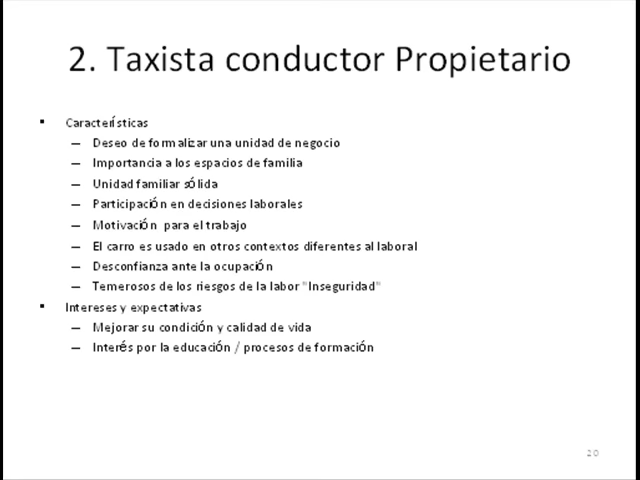 2. Taxista conductor Propietario
▪ Características
– Deseo de formalizar una unidad de negocio
– Importancia a los espacios de familia
– Unidad familiar sólida
– Participación en decisiones laborales
– Motivación para el trabajo
– El carro es usado en otros contextos diferentes al laboral
– Desconfianza ante la ocupación
– Temerosos de los riesgos de la labor "Inseguridad"
▪ Intereses y expectativas
– Mejorar su condición y calidad de vida
– Interés por la educación / procesos de formación
20